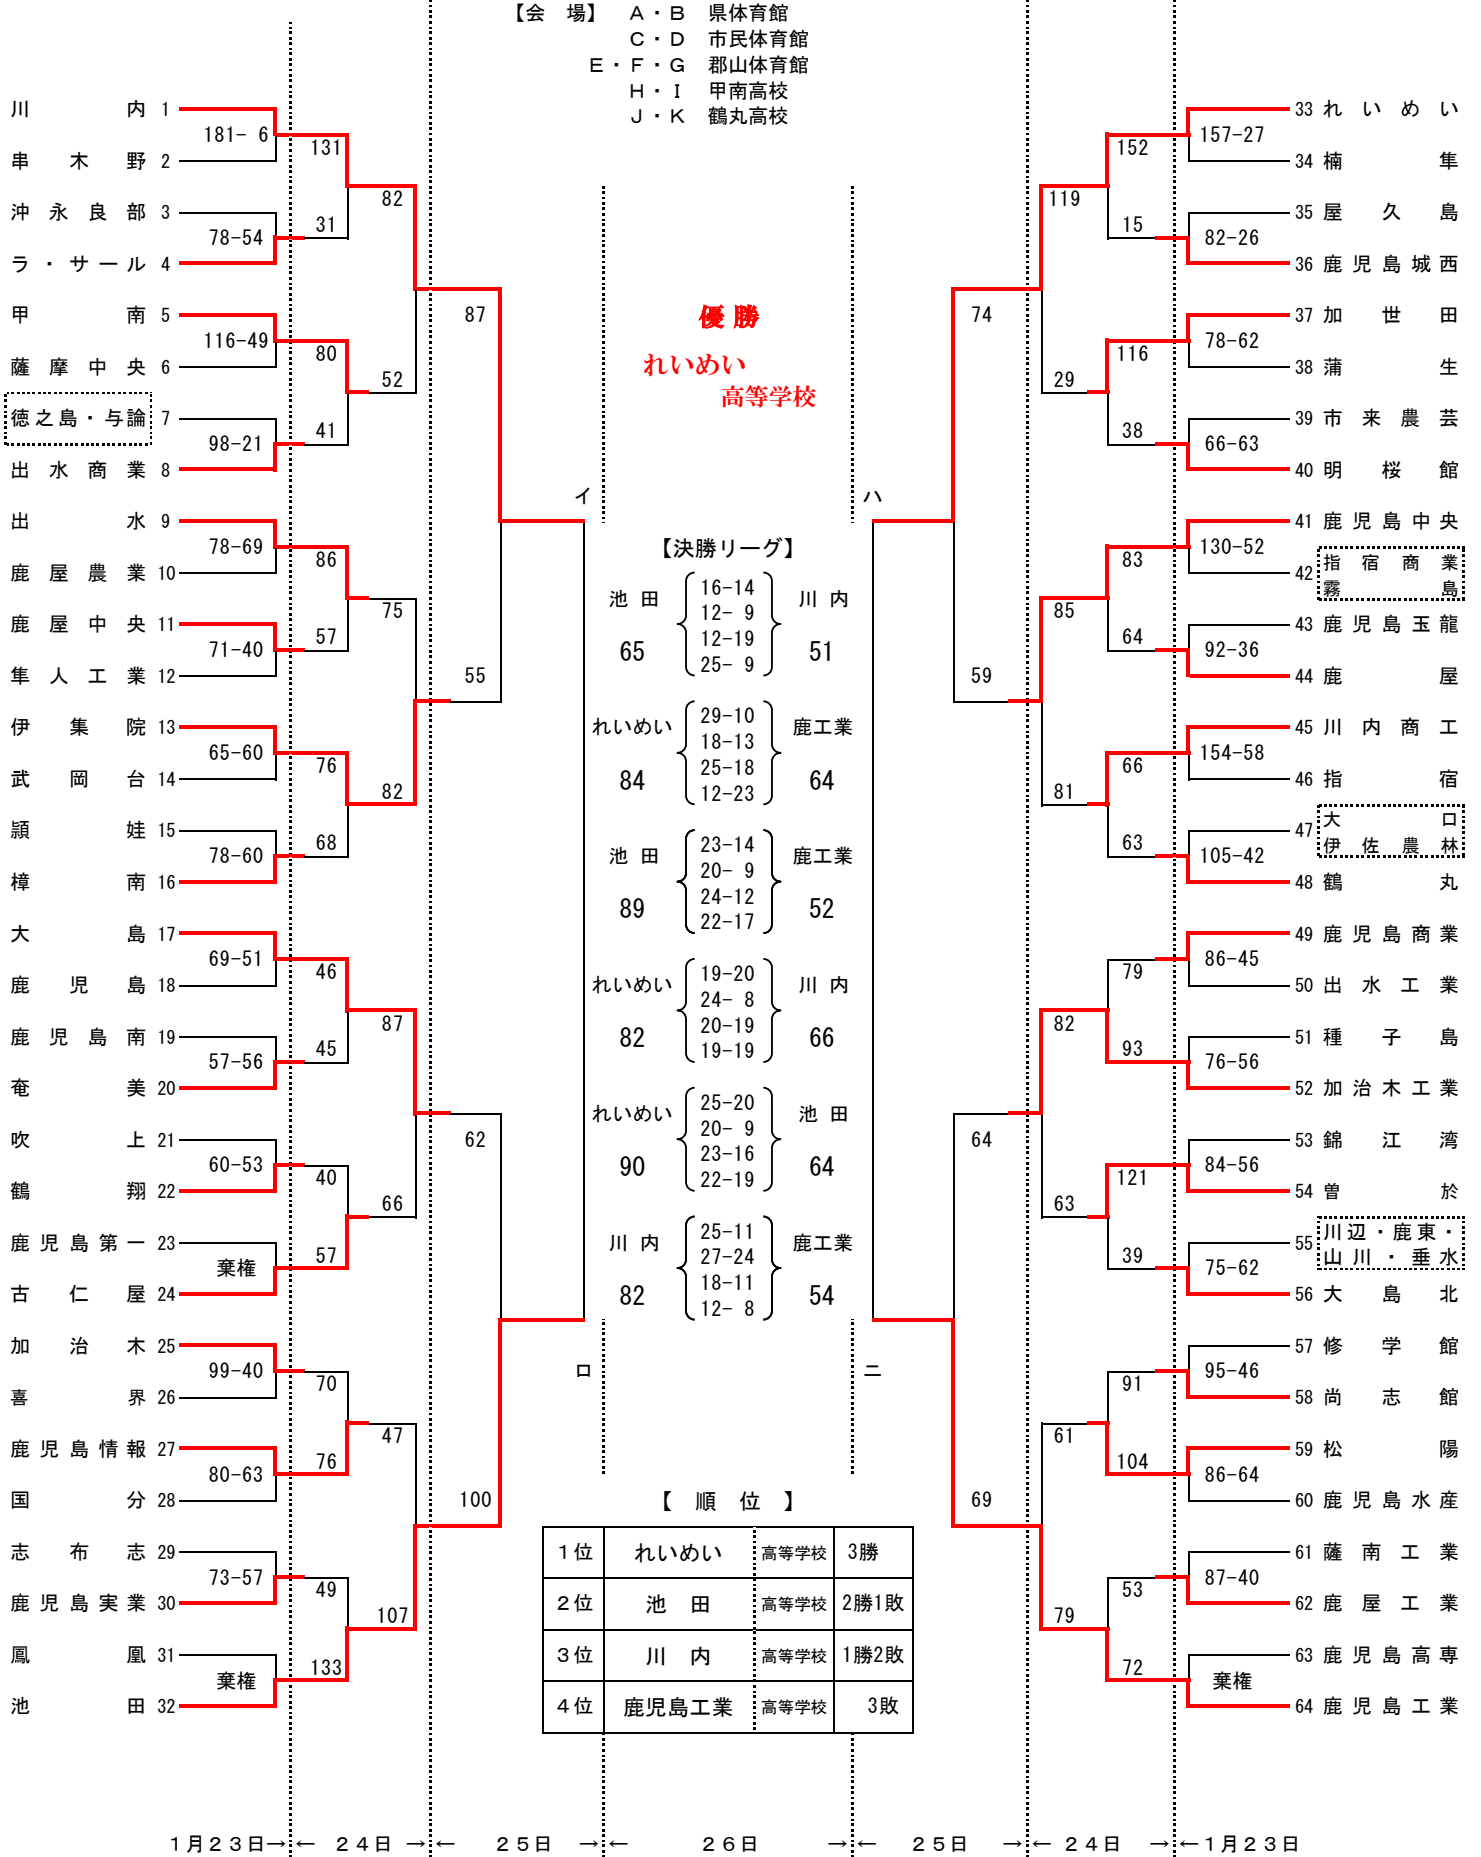 【会　場】　Ａ・Ｂ　県体育館
Ｃ・Ｄ　市民体育館
Ｅ・Ｆ・Ｇ　郡山体育館
Ｈ・Ｉ　甲南高校
Ｊ・Ｋ　鶴丸高校
川内 1
181- 6
串木野 2
131
沖永良部 3
78-54
ラ・サール 4
31
82
甲南 5
116-49
薩摩中央 6
80
徳之島・与論 7
98-21
出水商業 8
41
52
87
出水 9
78-69
鹿屋農業 10
86
鹿屋中央 11
71-40
隼人工業 12
57
75
伊集院 13
65-60
武岡台 14
76
頴娃 15
78-60
樟南 16
68
82
55
イ
大島 17
69-51
鹿児島 18
46
鹿児島南 19
57-56
奄美 20
45
87
吹上 21
60-53
鶴翔 22
40
鹿児島第一 23
棄権
古仁屋 24
57
66
62
加治木 25
99-40
喜界 26
70
鹿児島情報 27
80-63
国分 28
76
47
志布志 29
73-57
鹿児島実業 30
49
鳳凰 31
棄権
池田 32
133
107
100
ロ
優勝
れいめい
高等学校
【決勝リーグ】
池田 65
16-14
12- 9
12-19
25- 9
川内 51
れいめい 84
29-10
18-13
25-18
12-23
鹿工業 64
池田 89
23-14
20- 9
24-12
22-17
鹿工業 52
れいめい 82
19-20
24- 8
20-19
19-19
川内 66
れいめい 90
25-20
20- 9
23-16
22-19
池田 64
川内 82
25-11
27-24
18-11
12- 8
鹿工業 54
【　順　位　】
１位 れいめい 高等学校 3勝
２位 池田 高等学校 2勝1敗
３位 川内 高等学校 1勝2敗
４位 鹿児島工業 高等学校 3敗
33 れいめい
157-27
34 楠隼
152
35 屋久島
82-26
36 鹿児島城西
15
119
37 加世田
78-62
38 蒲生
116
39 市来農芸
66-63
40 明桜館
38
29
74
ハ
41 鹿児島中央
130-52
42 指宿商業
霧島
83
43 鹿児島玉龍
92-36
44 鹿屋
64
85
45 川内商工
154-58
46 指宿
66
47 大口
伊佐農林
105-42
48 鶴丸
63
81
59
49 鹿児島商業
86-45
50 出水工業
79
51 種子島
76-56
52 加治木工業
93
82
53 錦江湾
84-56
54 曽於
121
55 川辺・鹿東・
山川・垂水
75-62
56 大島北
39
63
64
57 修学館
95-46
58 尚志館
91
59 松陽
86-64
60 鹿児島水産
104
61
61 薩南工業
87-40
62 鹿屋工業
53
63 鹿児島高専
棄権
64 鹿児島工業
72
79
69
ニ
１月２３日→ ← ２４日 → ← ２５日 → ← ２６日 → ← ２５日 → ← ２４日 → ←１月２３日